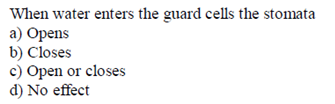 When water enters the guard cells the stomata
a) Opens
b) Closes
c) Open or closes
d) No effect